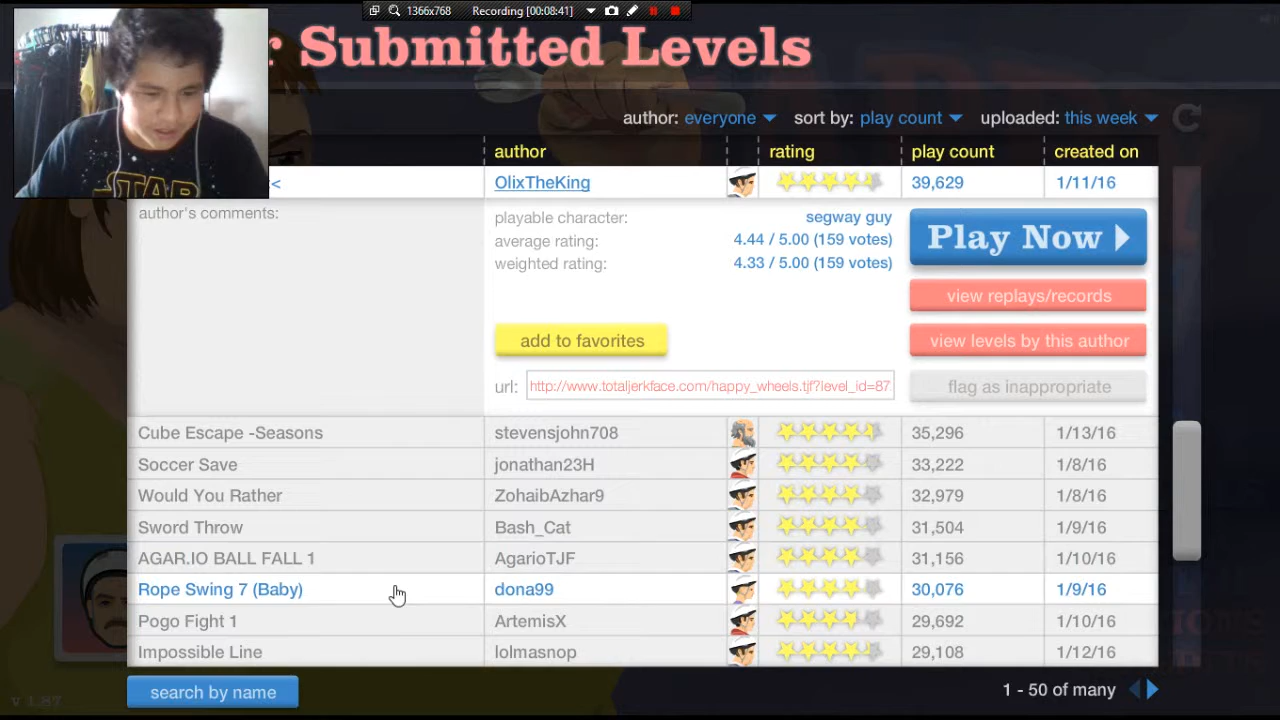 1366x768 Recording [00:08:41]
r Submitted Levels
author: everyone sort by: play count uploaded: this week
author rating play count created on
< OlixTheKing 39,629 1/11/16
author's comments:
playable character: segway guy
average rating: 4.44 / 5.00 (159 votes)
weighted rating: 4.33 / 5.00 (159 votes)
Play Now
view replays/records
add to favorites
view levels by this author
url: http://www.totaljerkface.com/happy_wheels.tjf?level_id=87
flag as inappropriate
Cube Escape -Seasons stevensjohn708 35,296 1/13/16
Soccer Save jonathan23H 33,222 1/8/16
Would You Rather ZohaibAzhar9 32,979 1/8/16
Sword Throw Bash_Cat 31,504 1/9/16
AGAR.IO BALL FALL 1 AgarioTJF 31,156 1/10/16
Rope Swing 7 (Baby) dona99 30,076 1/9/16
Pogo Fight 1 ArtemisX 29,692 1/10/16
Impossible Line lolmasnop 29,108 1/12/16
search by name
1 - 50 of many
v 1.87
STAR